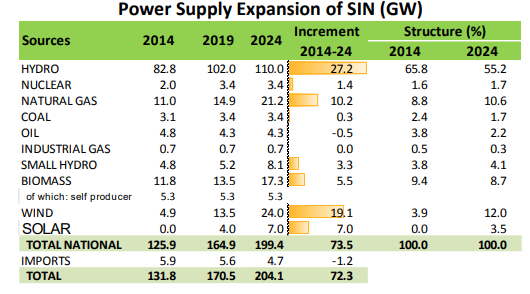 Power Supply Expansion of SIN (GW)
Sources 2014 2019 2024 Increment 2014-24 Structure (%) 2014 2024
HYDRO 82.8 102.0 110.0 27.2 65.8 55.2
NUCLEAR 2.0 3.4 3.4 1.4 1.6 1.7
NATURAL GAS 11.0 14.9 21.2 10.2 8.8 10.6
COAL 3.1 3.4 3.4 0.3 2.4 1.7
OIL 4.8 4.3 4.3 -0.5 3.8 2.2
INDUSTRIAL GAS 0.7 0.7 0.7 0.0 0.5 0.3
SMALL HYDRO 4.8 5.2 8.1 3.3 3.8 4.1
BIOMASS 11.8 13.5 17.3 5.5 9.4 8.7
of which: self producer 5.3 5.3 5.3
WIND 4.9 13.5 24.0 19.1 3.9 12.0
SOLAR 0.0 4.0 7.0 7.0 0.0 3.5
TOTAL NATIONAL 125.9 164.9 199.4 73.5 100.0 100.0
IMPORTS 5.9 5.6 4.7 -1.2
TOTAL 131.8 170.5 204.1 72.3